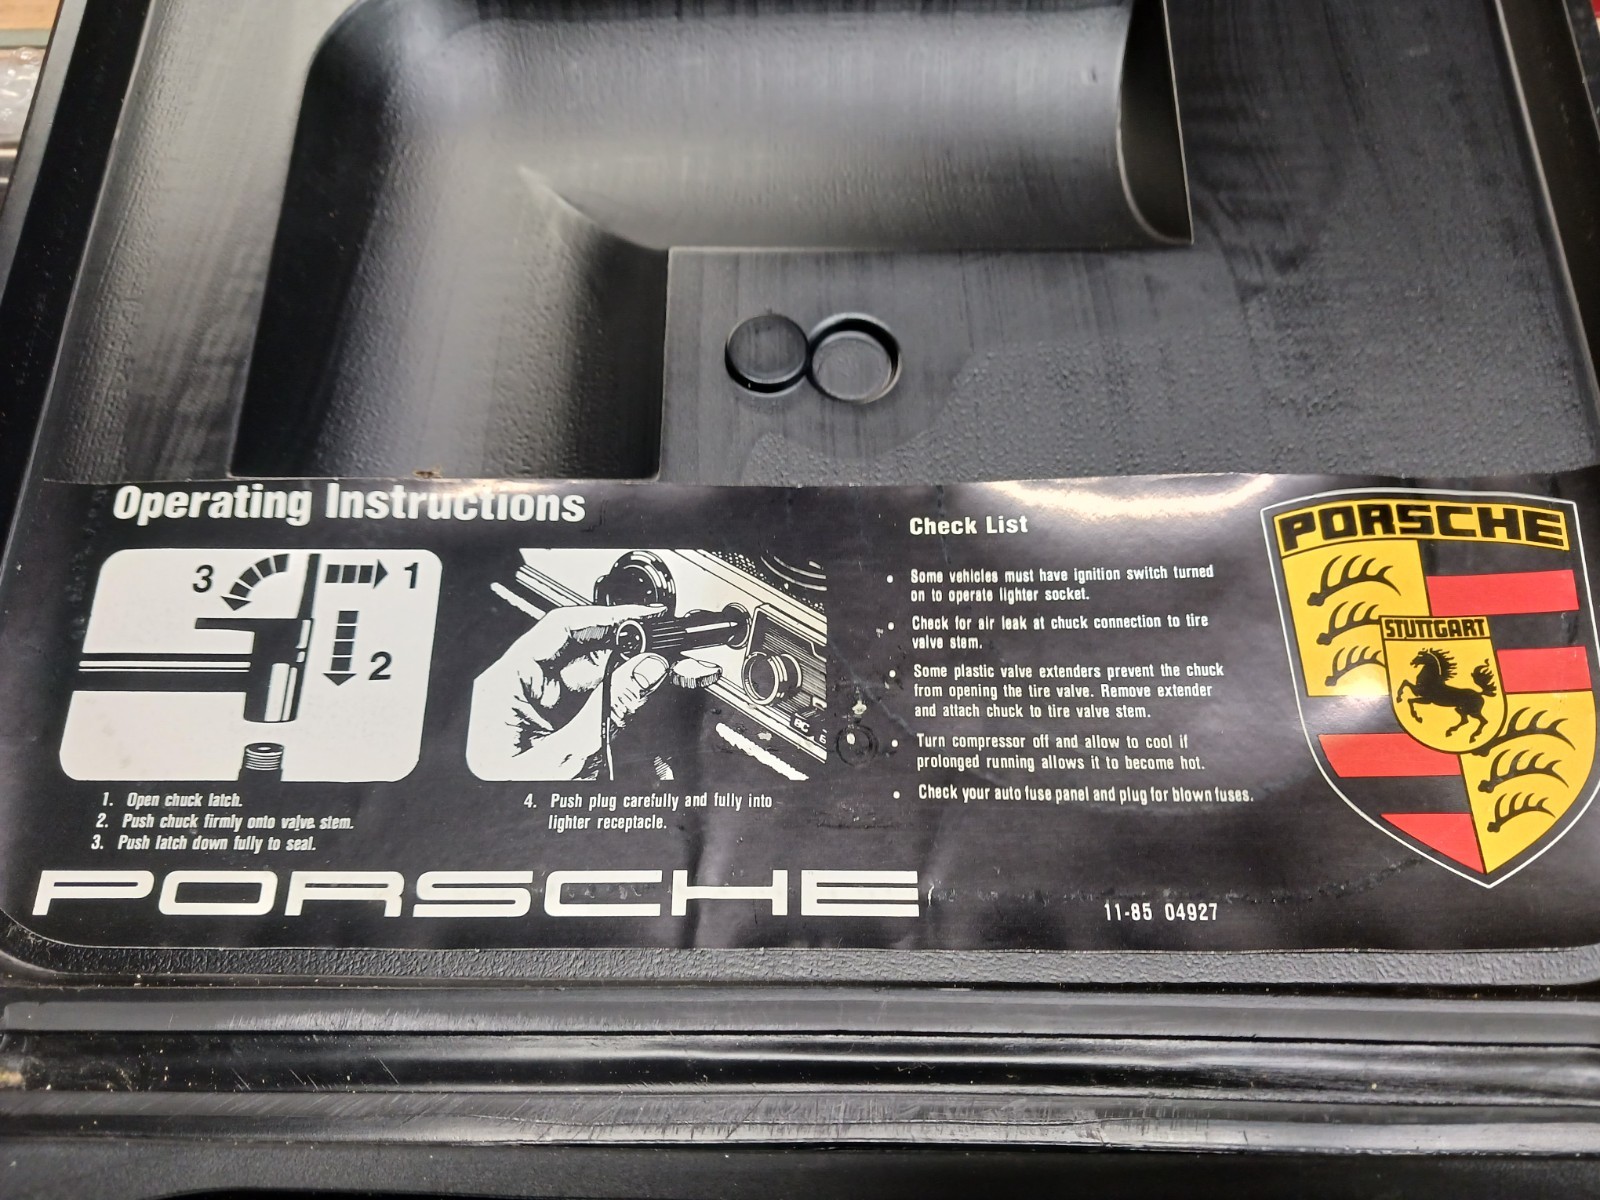 Operating Instructions
3
1
2
1. Open chuck latch.
2. Push chuck firmly onto valve stem.
3. Push latch down fully to seal.
4. Push plug carefully and fully into
lighter receptacle.
Check List
• Some vehicles must have ignition switch turned
on to operate lighter socket.
• Check for air leak at chuck connection to tire
valve stem.
• Some plastic valve extenders prevent the chuck
from opening the tire valve. Remove extender
and attach chuck to tire valve stem.
• Turn compressor off and allow to cool if
prolonged running allows it to become hot.
• Check your auto fuse panel and plug for blown fuses.
PORSCHE
STUTTGART
PORSCHE
11-85 04927